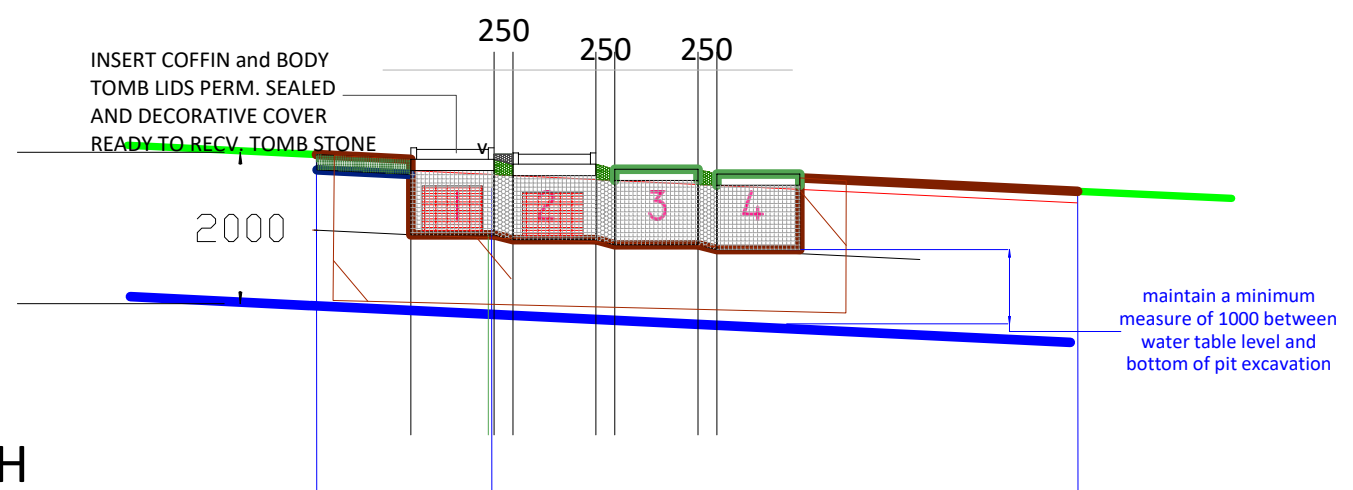 250
250
250
INSERT COFFIN and BODY
TOMB LIDS PERM. SEALED
AND DECORATIVE COVER
READY TO RECV. TOMB STONE
V
1
2
3
4
2000
maintain a minimum
measure of 1000 between
water table level and
bottom of pit excavation
H